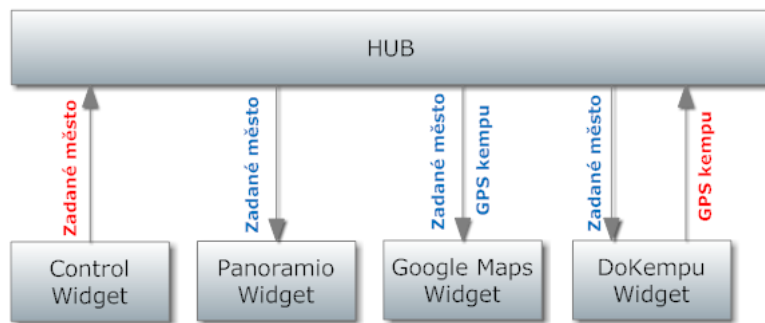 HUB
Zadané město
Zadané město
Zadané město
GPS kempu
Zadané město
GPS kempu
Control
Widget
Panoramio
Widget
Google Maps
Widget
DoKempu
Widget